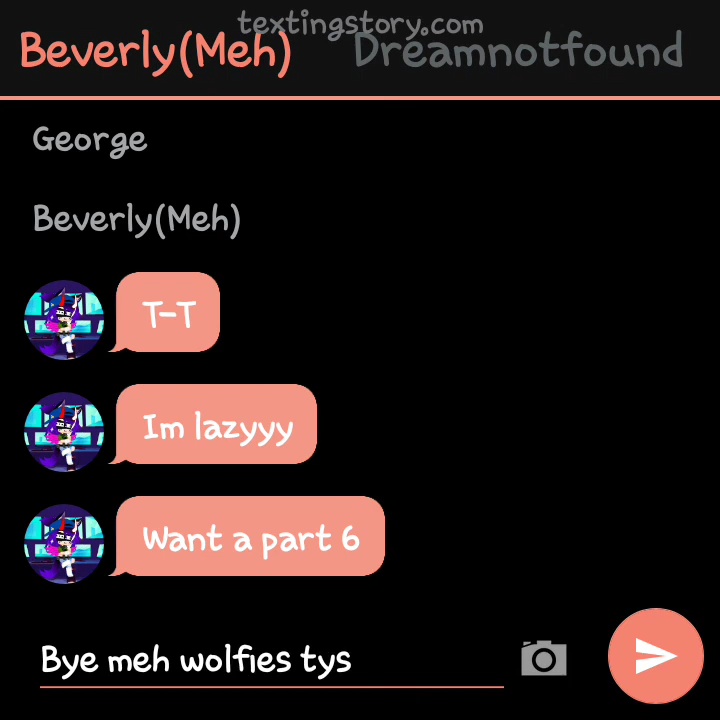 textingstory.com
Beverly(Meh) Dreamnotfound
George
Beverly(Meh)
T-T
Im lazyyy
Want a part 6
Bye meh wolfies tys